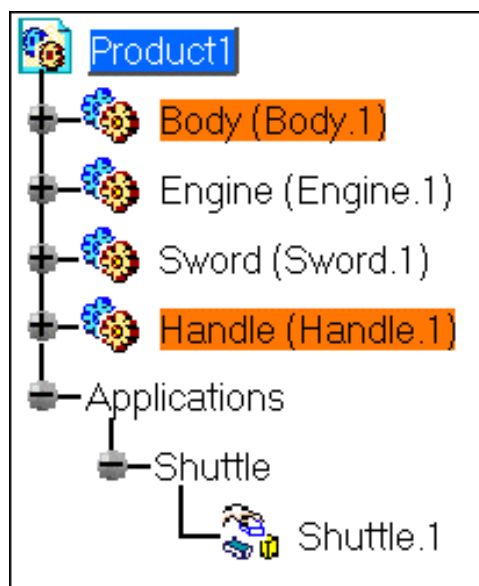 Product1
Body (Body.1)
Engine (Engine.1)
Sword (Sword.1)
Handle (Handle.1)
Applications
Shuttle
Shuttle.1